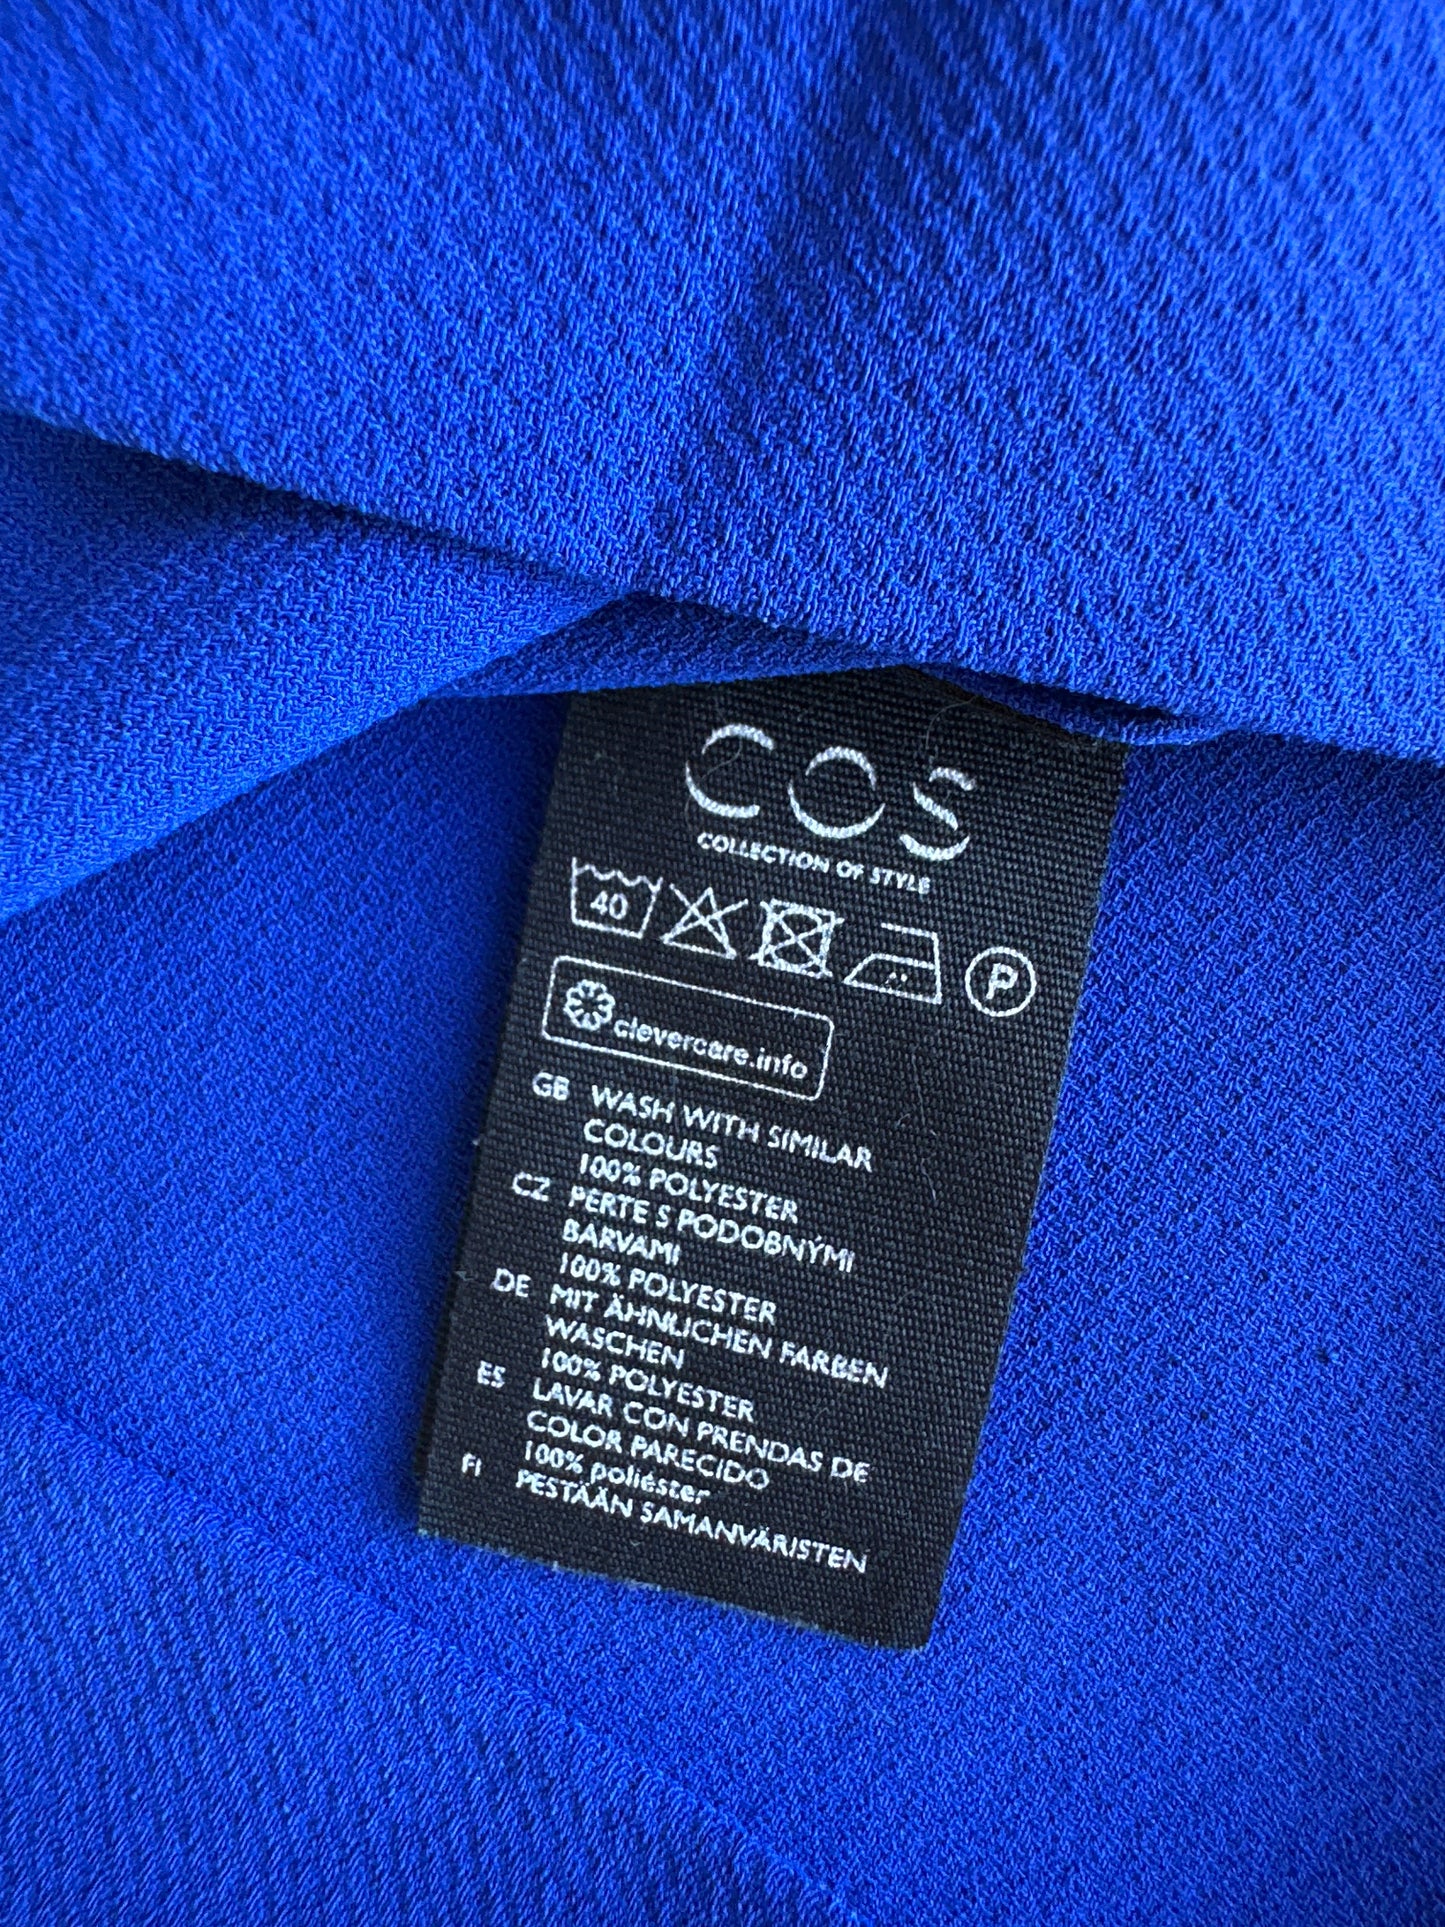 COS
COLLECTION OF STYLE
40 P
clevercare.info
GB WASH WITH SIMILAR
COLOURS
100% POLYESTER
CZ PERTE S PODOBNÝMI
BARVAMI
100% POLYESTER
DE MIT ÄHNLICHEN FARBEN
WASCHEN
100% POLYESTER
ES LAVAR CON PRENDAS DE
COLOR PARECIDO
100% poliéster
FI PESTÄÄN SAMANVÄRISTEN